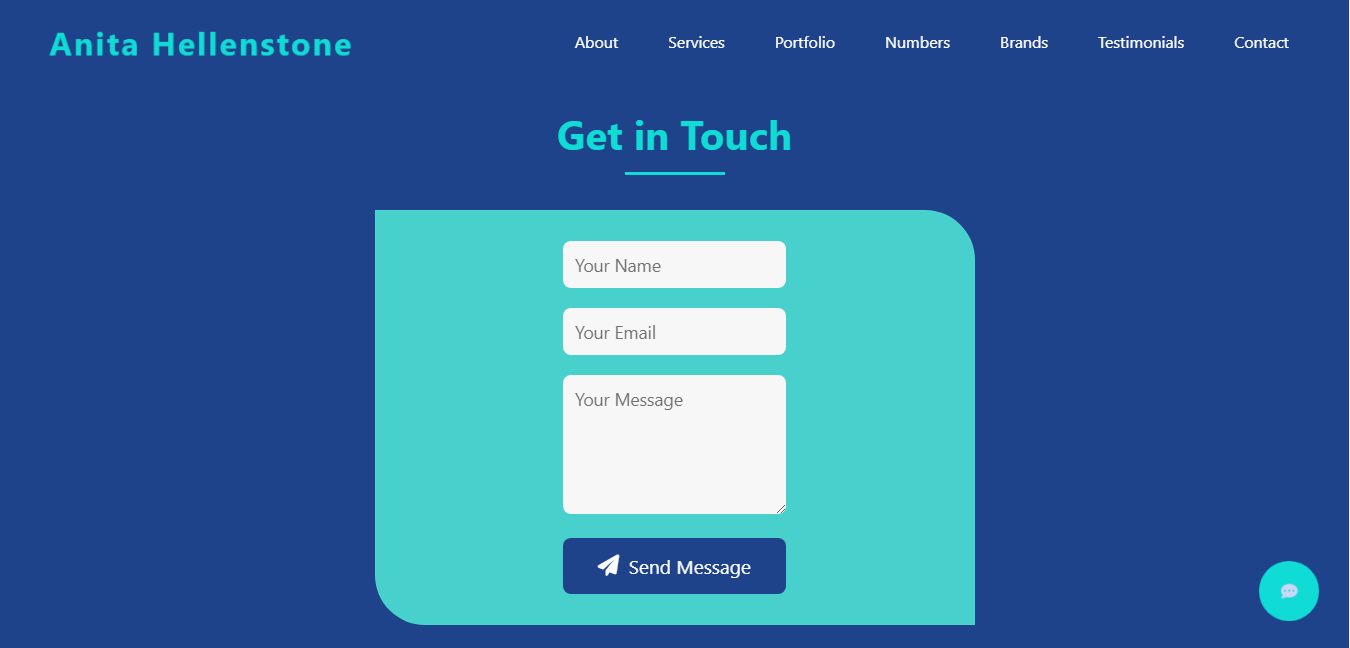 Anita Hellenstone
About Services Portfolio Numbers Brands Testimonials Contact
Get in Touch
Your Name
Your Email
Your Message
Send Message